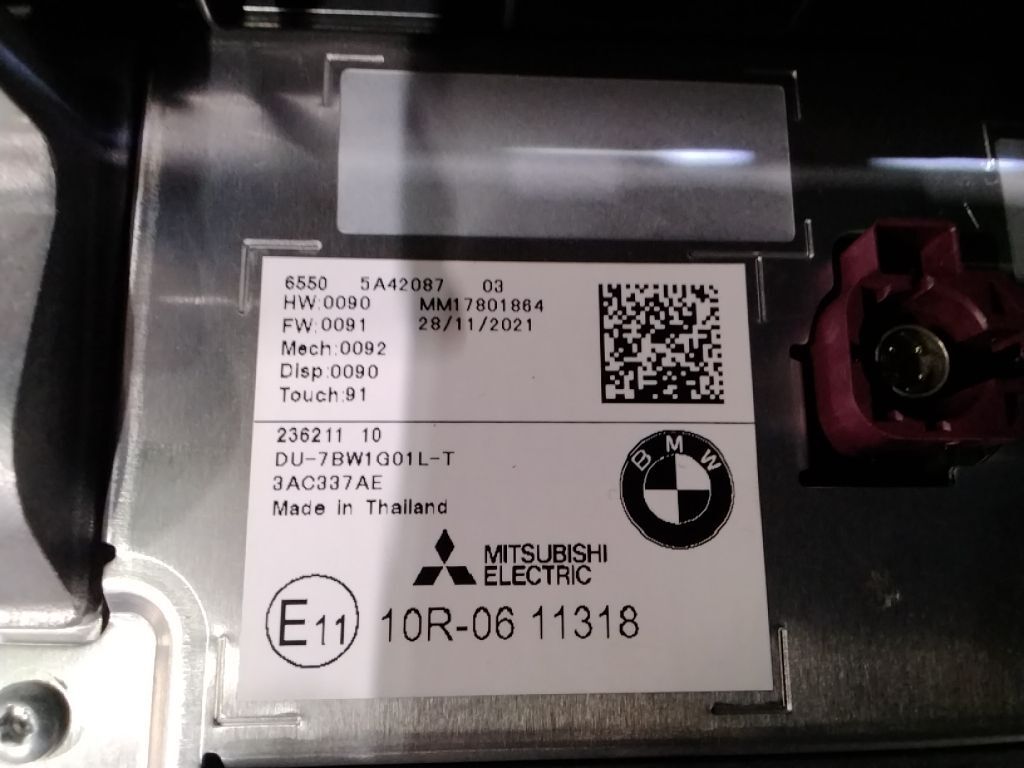 6550 5A42087 03
HW:0090 MM17801864
FW:0091 28/11/2021
Mech:0092
Disp:0090
Touch:91
236211 10
DU-7BW1G01L-T
3AC337AE
Made in Thailand
BMW
MITSUBISHI
ELECTRIC
E11 10R-06 11318